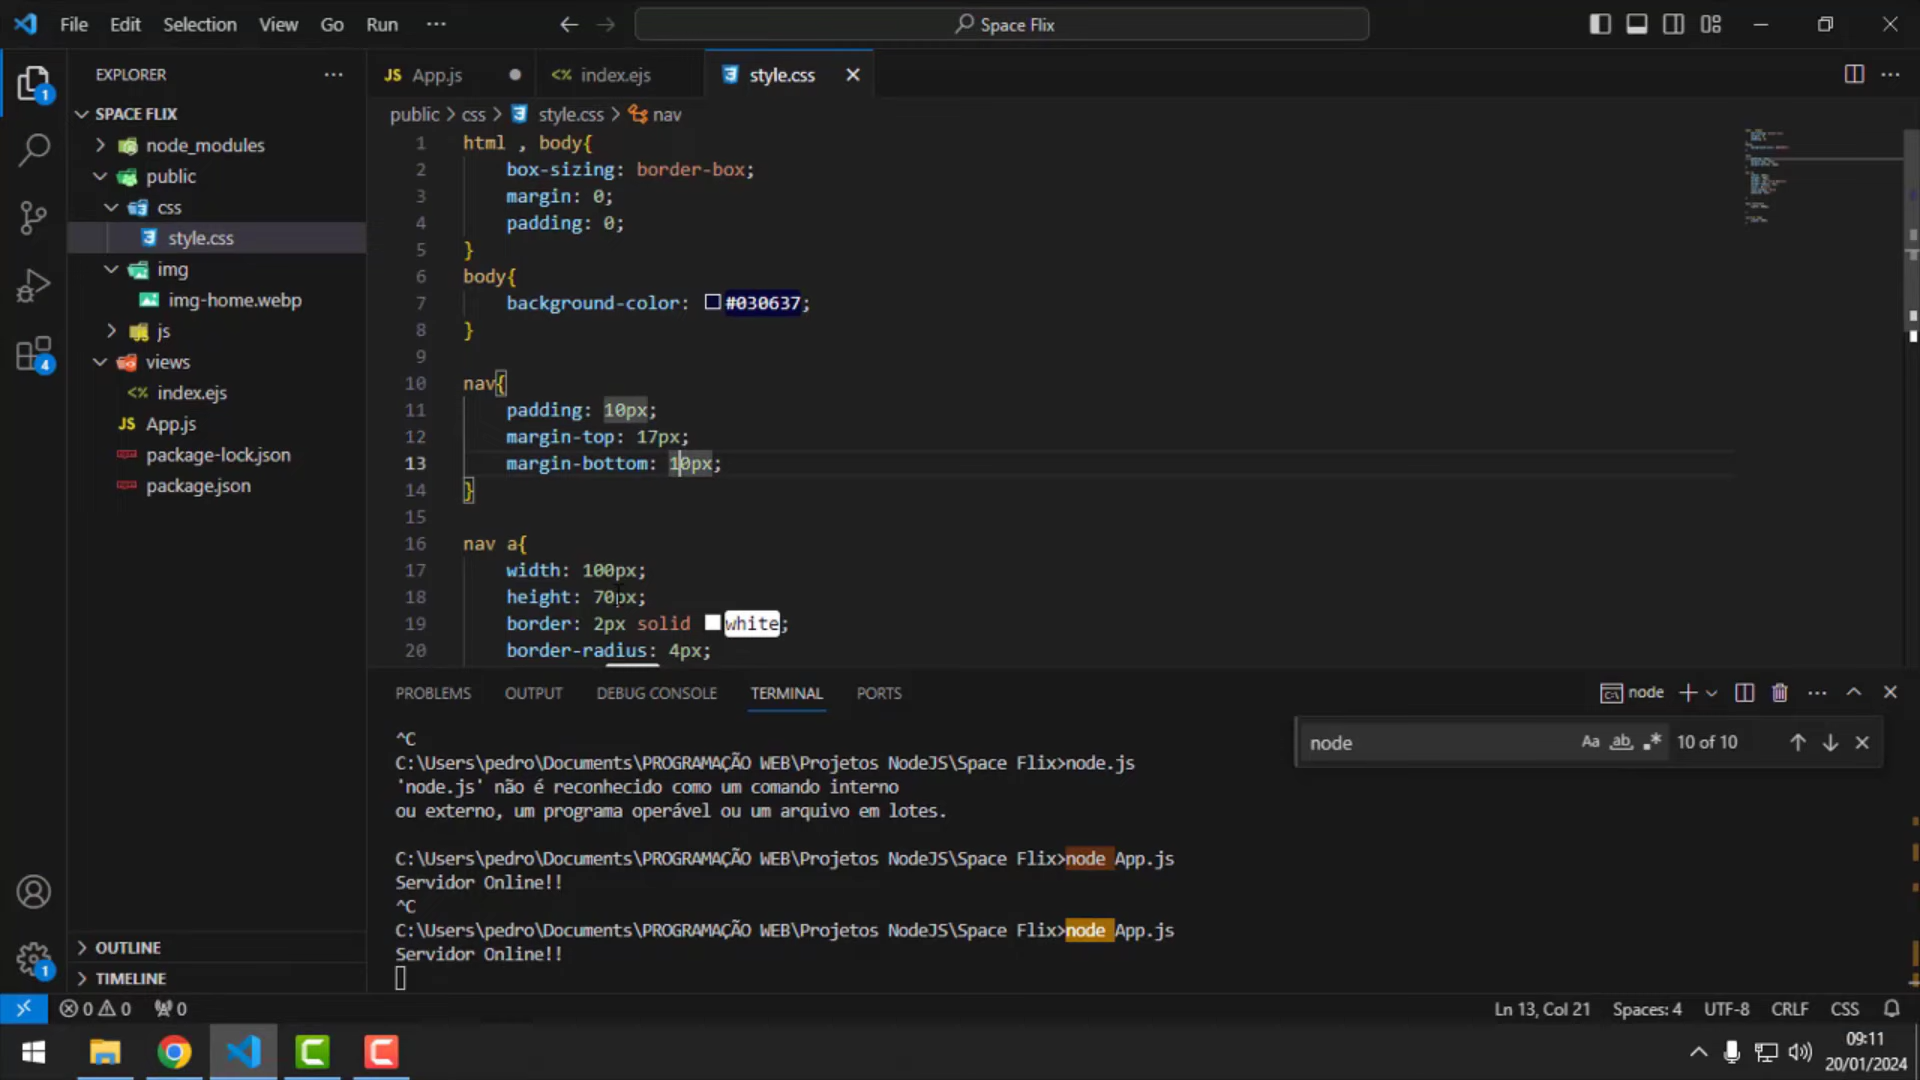 File Edit Selection View Go Run ··· Space Flix
EXPLORER ···
SPACE FLIX
node_modules
public
css
style.css
img
img-home.webp
js
views
index.ejs
App.js
package-lock.json
package.json
OUTLINE
TIMELINE
1
4
1
JS App.js ● <% index.ejs style.css
public > css > style.css > nav
1 html , body{
2 box-sizing: border-box;
3 margin: 0;
4 padding: 0;
5 }
6 body{
7 background-color: #030637;
8 }
9
10 nav{
11 padding: 10px;
12 margin-top: 17px;
13 margin-bottom: 10px;
14 }
15
16 nav a{
17 width: 100px;
18 height: 70px;
19 border: 2px solid white;
20 border-radius: 4px;
PROBLEMS OUTPUT DEBUG CONSOLE TERMINAL PORTS node
node Aa ab 10 of 10
^C
C:\Users\pedro\Documents\PROGRAMAÇÃO WEB\Projetos NodeJS\Space Flix>node.js
'node.js' não é reconhecido como um comando interno
ou externo, um programa operável ou um arquivo em lotes.
C:\Users\pedro\Documents\PROGRAMAÇÃO WEB\Projetos NodeJS\Space Flix>node App.js
Servidor Online!!
^C
C:\Users\pedro\Documents\PROGRAMAÇÃO WEB\Projetos NodeJS\Space Flix>node App.js
Servidor Online!!
0 0 0 Ln 13, Col 21 Spaces: 4 UTF-8 CRLF CSS
09:11
20/01/2024